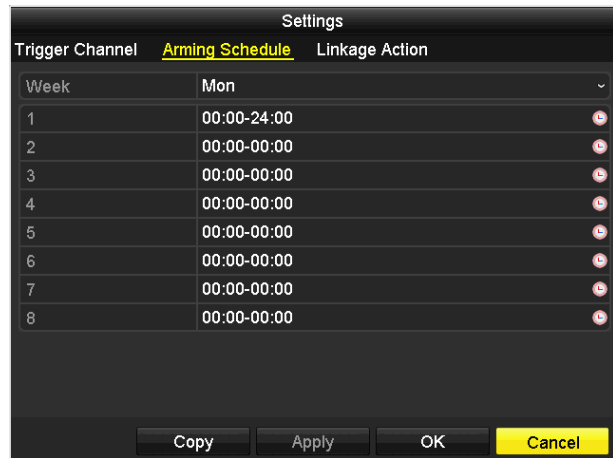 Settings
Trigger Channel Arming Schedule Linkage Action
Week Mon
1 00:00-24:00
2 00:00-00:00
3 00:00-00:00
4 00:00-00:00
5 00:00-00:00
6 00:00-00:00
7 00:00-00:00
8 00:00-00:00
Copy Apply OK Cancel